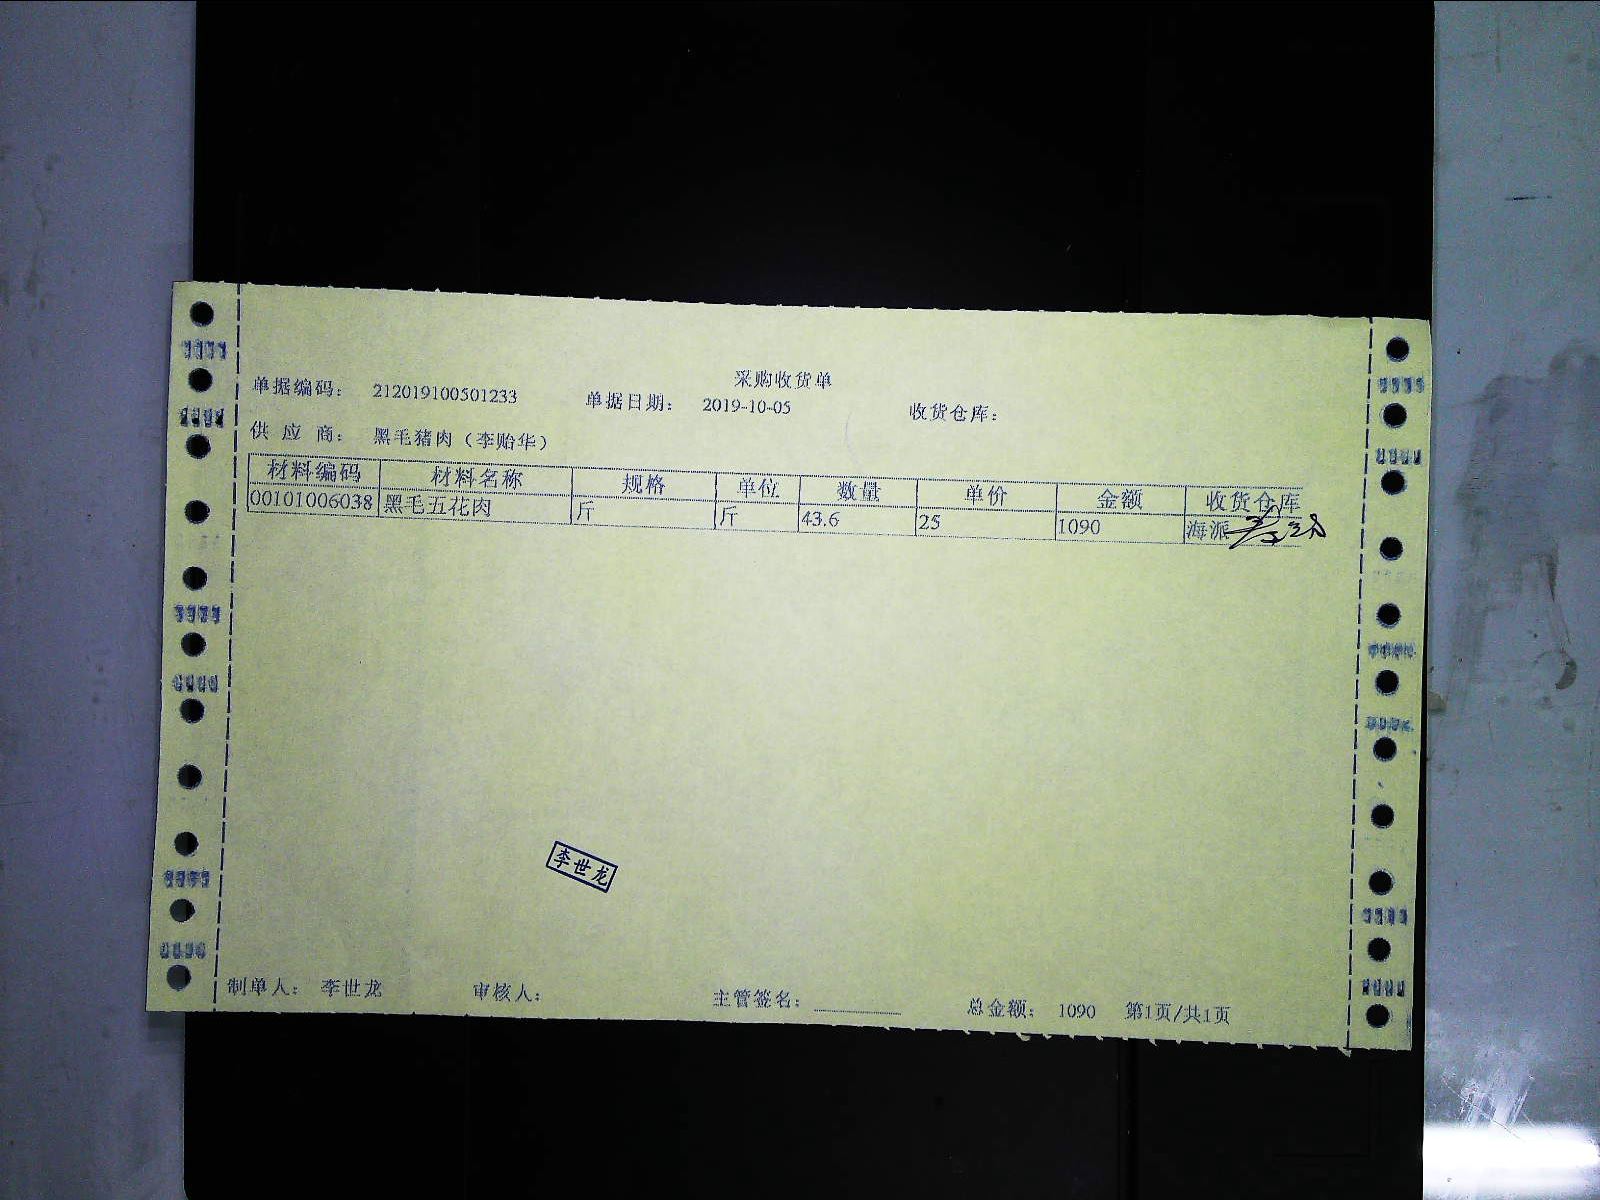 采购收货单
单据编码： 212019100501233 单据日期： 2019-10-05 收货仓库：
供 应 商： 黑毛猪肉（李贻华）
材料编码 材料名称 规格 单位 数量 单价 金额 收货仓库
00101006038 黑毛五花肉 斤 斤 43.6 25 1090 海派
李世龙
制单人： 李世龙 审核人： 主管签名： 总金额： 1090 第1页/共1页